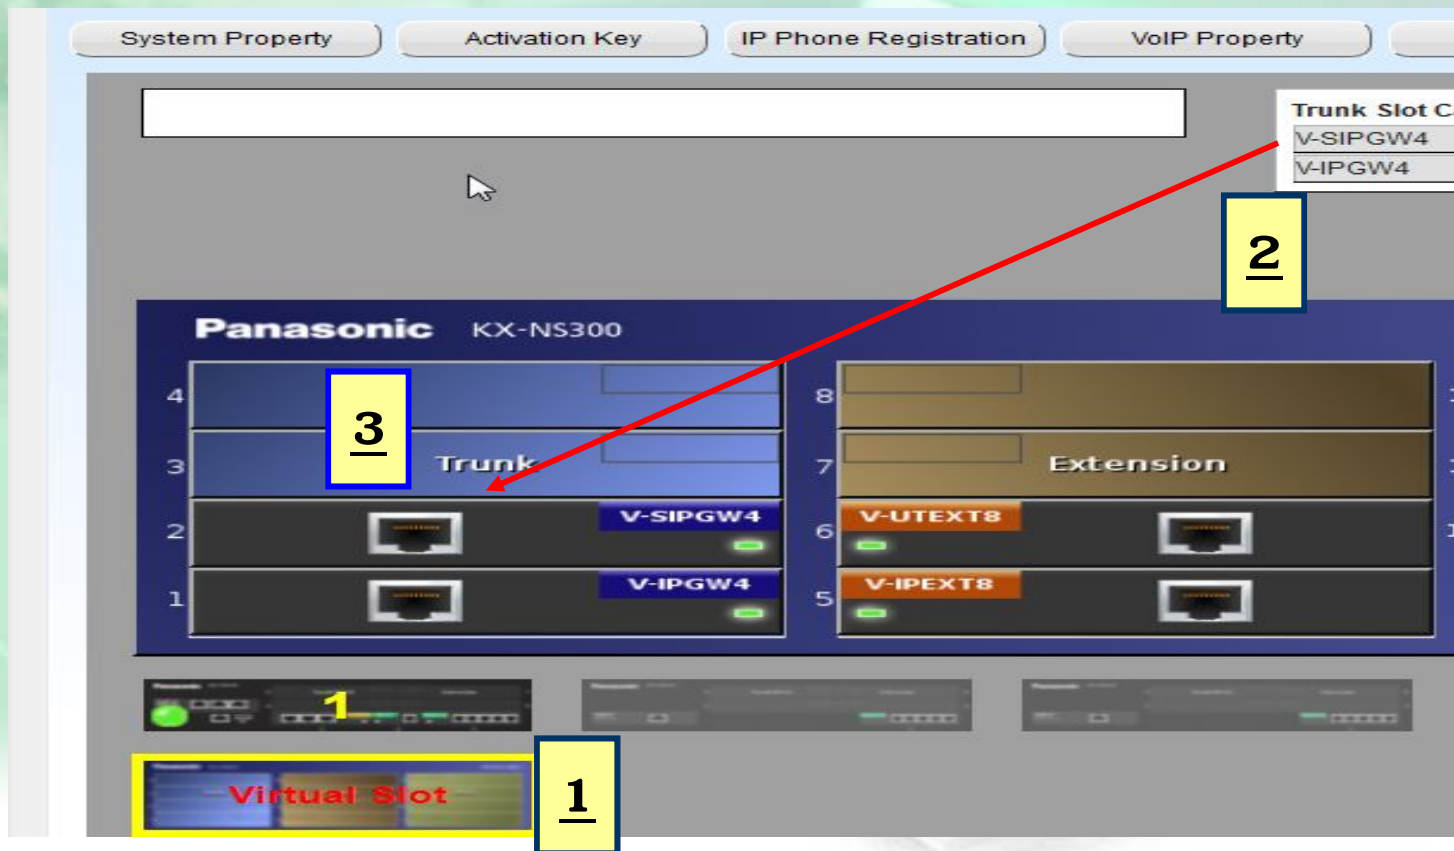 System Property
Activation Key
IP Phone Registration
VoIP Property
Trunk Slot C
V-SIPGW4
V-IPGW4
2
Panasonic KX-NS300
4
8
3
3
Trunk
7
Extension
2
V-SIPGW4
6
V-UTEXT8
1
V-IPGW4
5
V-IPEXT8
1
Virtual Slot
1